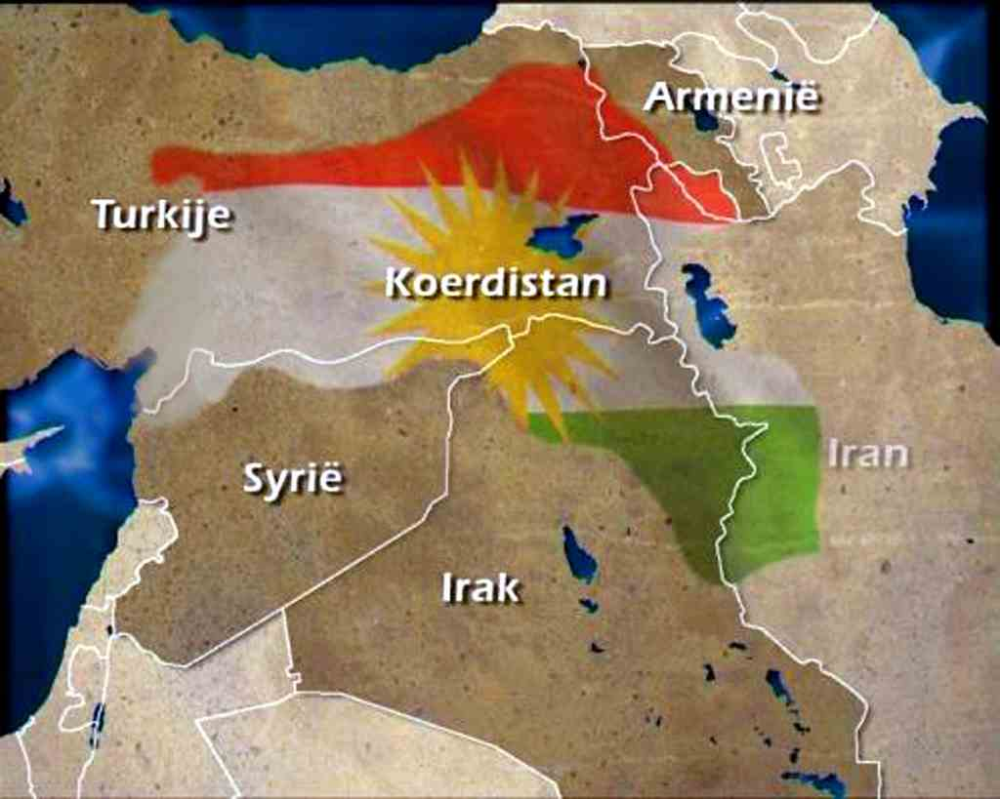 Armenië
Turkije
Koerdistan
Iran
Syrië
Irak